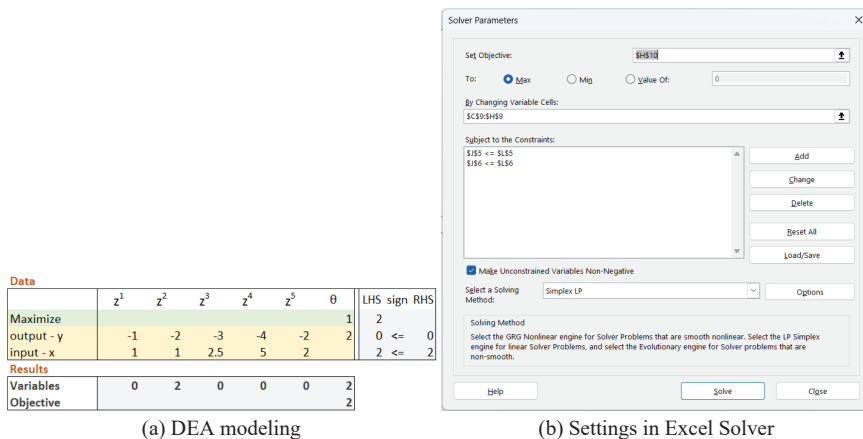 Data
z¹ z² z³ z⁴ z⁵ θ LHS sign RHS
Maximize 1 2
output - y -1 -2 -3 -4 -2 2 0 <= 0
input - x 1 1 2.5 5 2 2 <= 2
Results
Variables 0 2 0 0 0 2
Objective 2
(a) DEA modeling
Solver Parameters
Set Objective: $H$10
To: Max Min Value Of: 0
By Changing Variable Cells:
$C$9:$H$9
Subject to the Constraints:
$J$5 <= $L$5
$J$6 <= $L$6
Add
Change
Delete
Reset All
Load/Save
Make Unconstrained Variables Non-Negative
Select a Solving Method: Simplex LP Options
Solving Method
Select the GRG Nonlinear engine for Solver Problems that are smooth nonlinear. Select the LP Simplex
engine for linear Solver Problems, and select the Evolutionary engine for Solver problems that are
non-smooth.
Help Solve Close
(b) Settings in Excel Solver